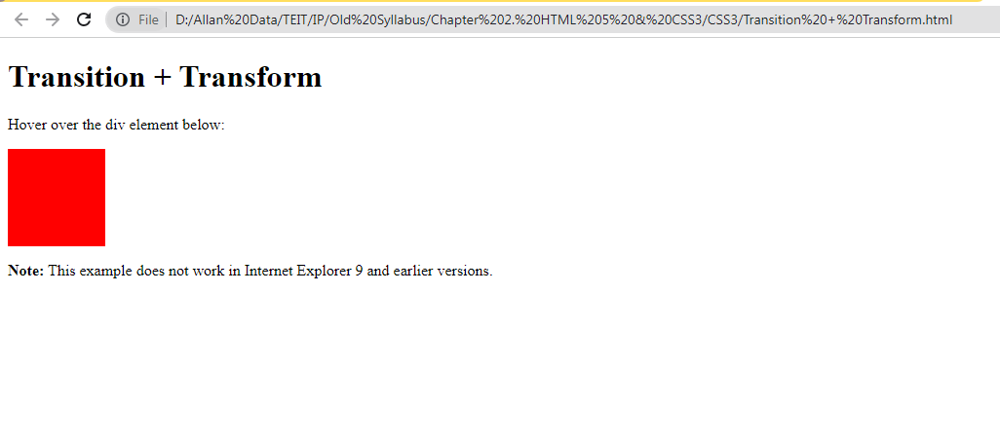 File | D:/Allan%20Data/TEIT/IP/Old%20Syllabus/Chapter%202.%20HTML%205%20&%20CSS3/CSS3/Transition%20+%20Transform.html
Transition + Transform
Hover over the div element below:
Note: This example does not work in Internet Explorer 9 and earlier versions.